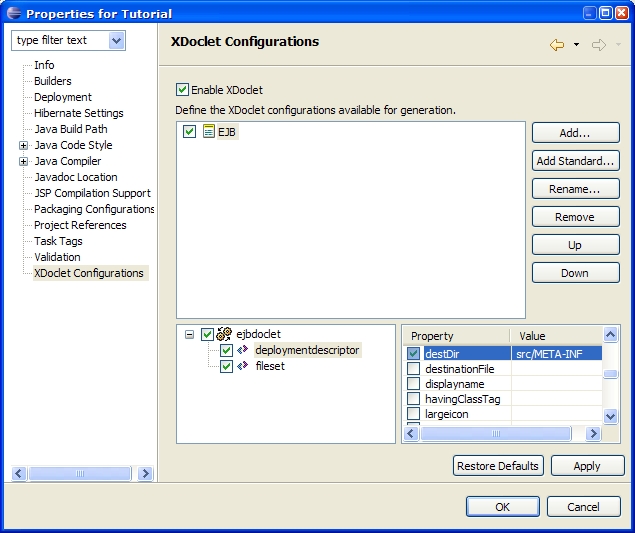 Properties for Tutorial
type filter text
Info
Builders
Deployment
Hibernate Settings
Java Build Path
Java Code Style
Java Compiler
Javadoc Location
JSP Compilation Support
Packaging Configurations
Project References
Task Tags
Validation
XDoclet Configurations
XDoclet Configurations
Enable XDoclet
Define the XDoclet configurations available for generation.
EJB
Add...
Add Standard...
Rename...
Remove
Up
Down
ejbdoclet
deploymentdescriptor
fileset
Property Value
destDir src/META-INF
destinationFile
displayname
havingClassTag
largeicon
Restore Defaults Apply
OK Cancel